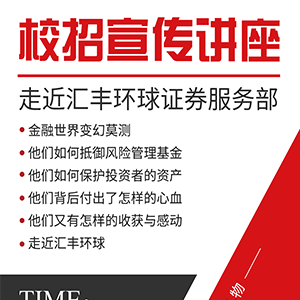 校招宣传讲座
走近汇丰环球证券服务部
• 金融世界变幻莫测
• 他们如何抵御风险管理基金
• 他们如何保护投资者的资产
• 他们背后付出了怎样的心血
• 他们又有怎样的收获与感动
• 走近汇丰环球
TIME:
物